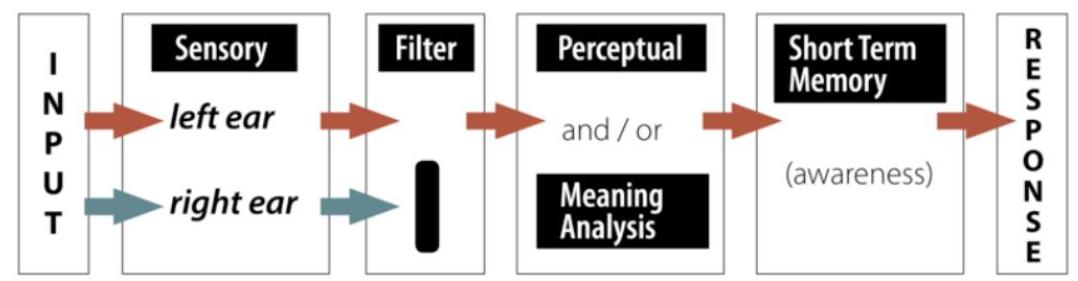 INPUT
Sensory
left ear
right ear
Filter
Perceptual
and / or
Meaning
Analysis
Short Term
Memory
(awareness)
RESPONSE